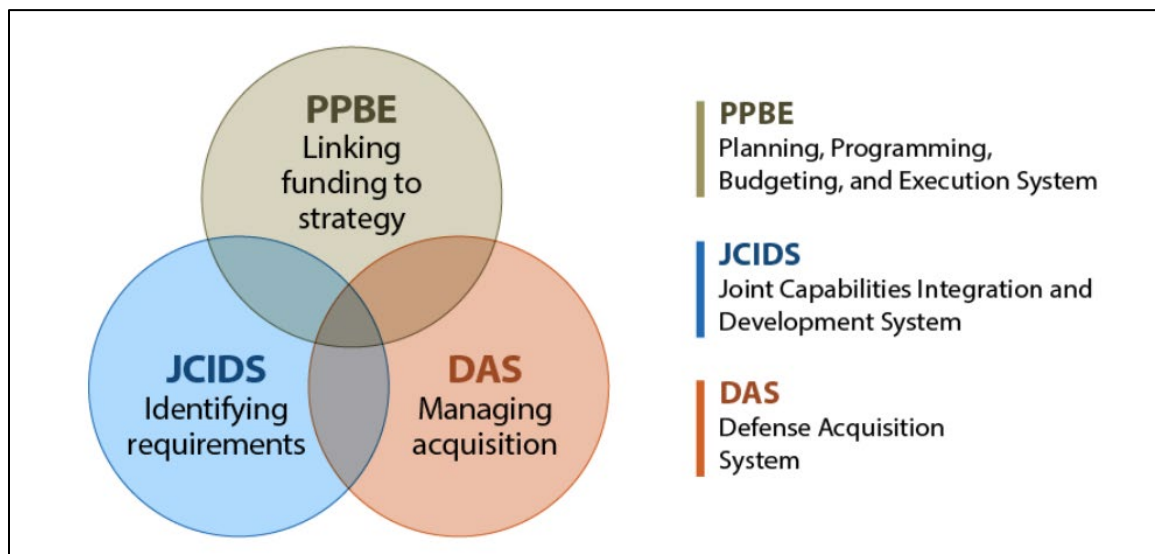 PPBE
Linking
funding to
strategy
JCIDS
Identifying
requirements
DAS
Managing
acquisition
PPBE
Planning, Programming,
Budgeting, and Execution System
JCIDS
Joint Capabilities Integration and
Development System
DAS
Defense Acquisition
System